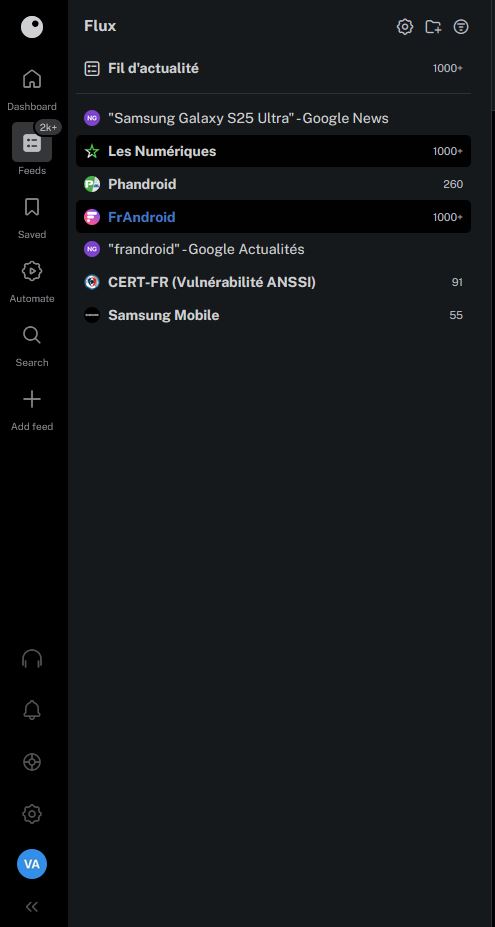 Flux
Dashboard
2k+
Feeds
Saved
Automate
Search
Add feed
VA
Fil d'actualité 1000+
NG "Samsung Galaxy S25 Ultra" - Google News
Les Numériques 1000+
Phandroid 260
FrAndroid 1000+
NG "frandroid" - Google Actualités
CERT-FR (Vulnérabilité ANSSI) 91
Samsung Mobile 55